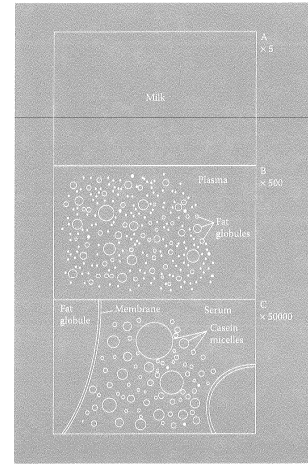 A
× 5
Milk
B
× 500
Plasma
Fat
globules
C
× 50000
Fat
globule
Membrane
Serum
Casein
micelles